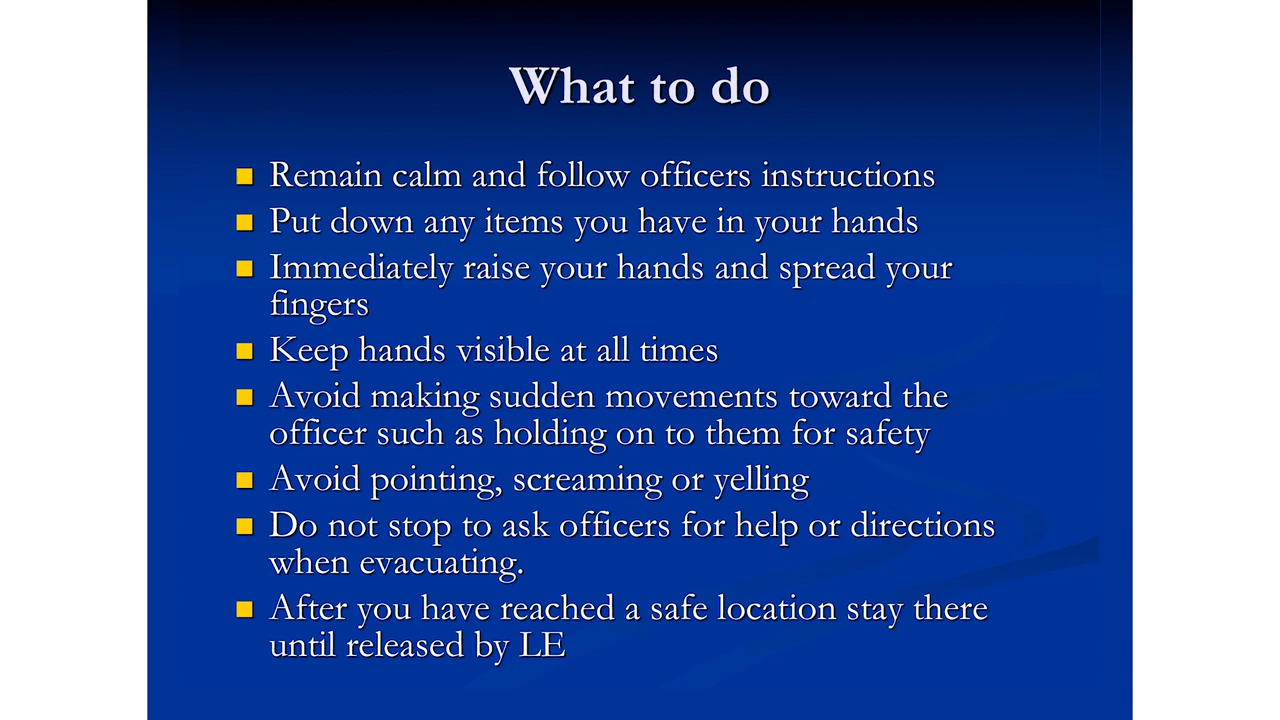 What to do
Remain calm and follow officers instructions
Put down any items you have in your hands
Immediately raise your hands and spread your
fingers
Keep hands visible at all times
Avoid making sudden movements toward the
officer such as holding on to them for safety
Avoid pointing, screaming or yelling
Do not stop to ask officers for help or directions
when evacuating.
After you have reached a safe location stay there
until released by LE